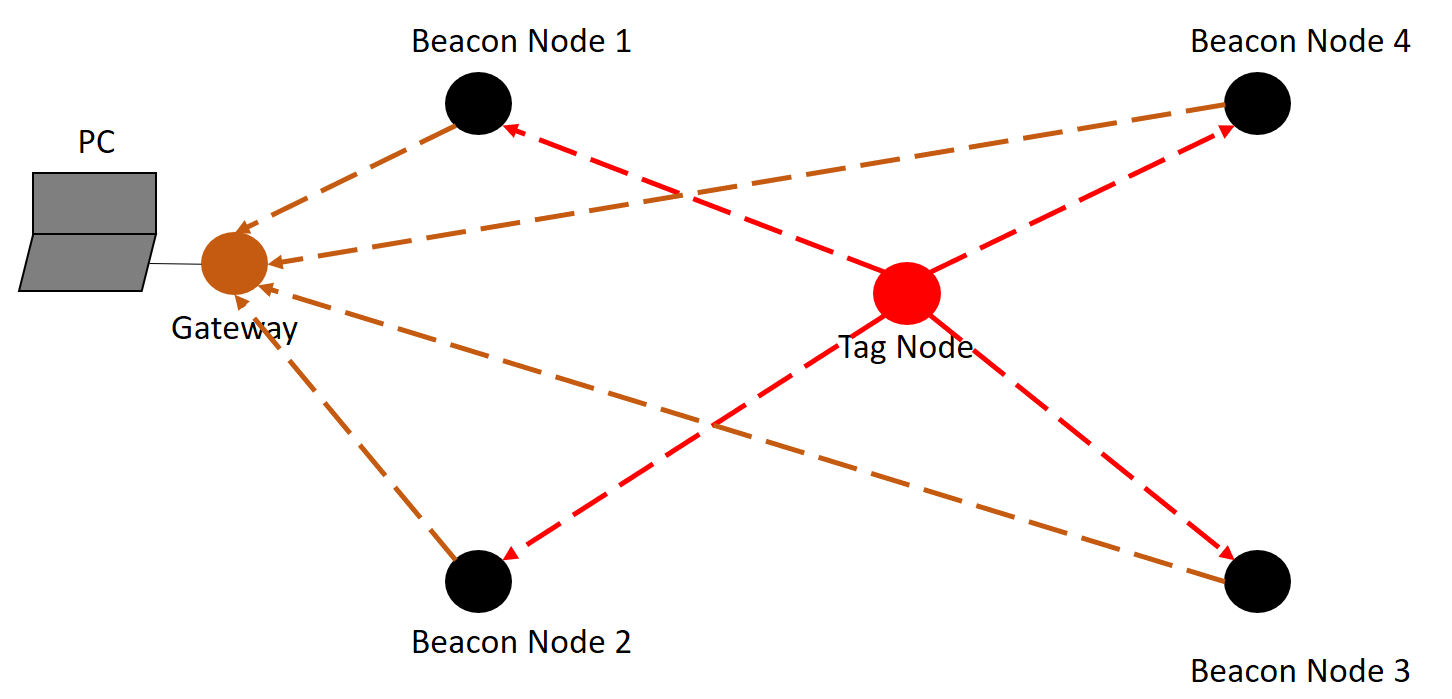 Beacon Node 1
Beacon Node 4
PC
Gateway
Tag Node
Beacon Node 2
Beacon Node 3